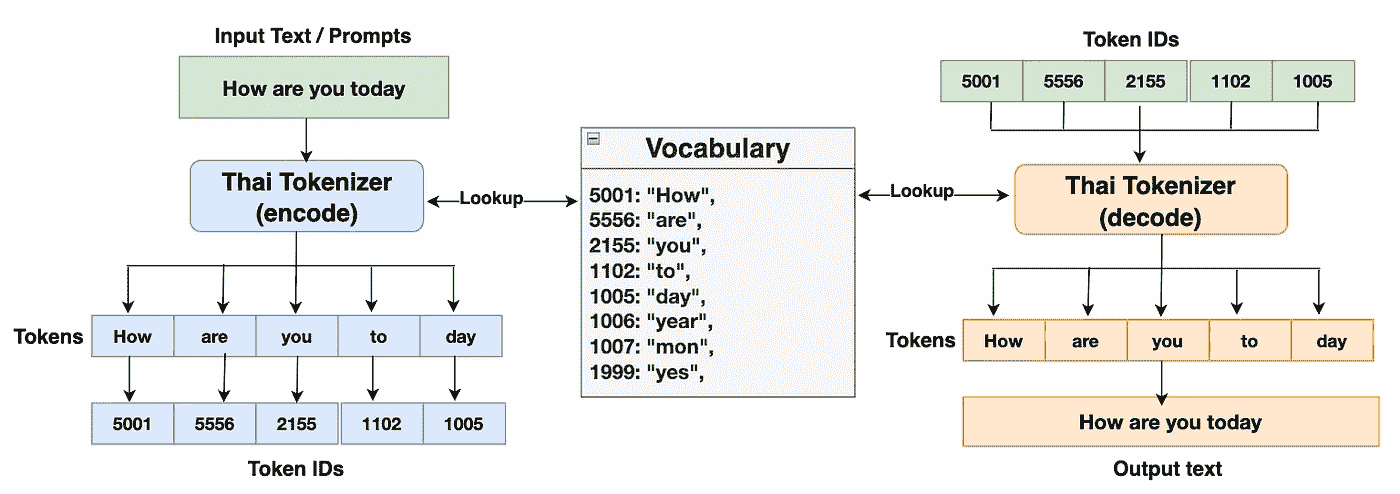 Input Text / Prompts
How are you today
Thai Tokenizer
(encode)
Lookup
Tokens
How are you to day
5001 5556 2155 1102 1005
Token IDs
Vocabulary
5001: "How",
5556: "are",
2155: "you",
1102: "to",
1005: "day",
1006: "year",
1007: "mon",
1999: "yes",
Token IDs
5001 5556 2155 1102 1005
Lookup
Thai Tokenizer
(decode)
Tokens
How are you to day
How are you today
Output text